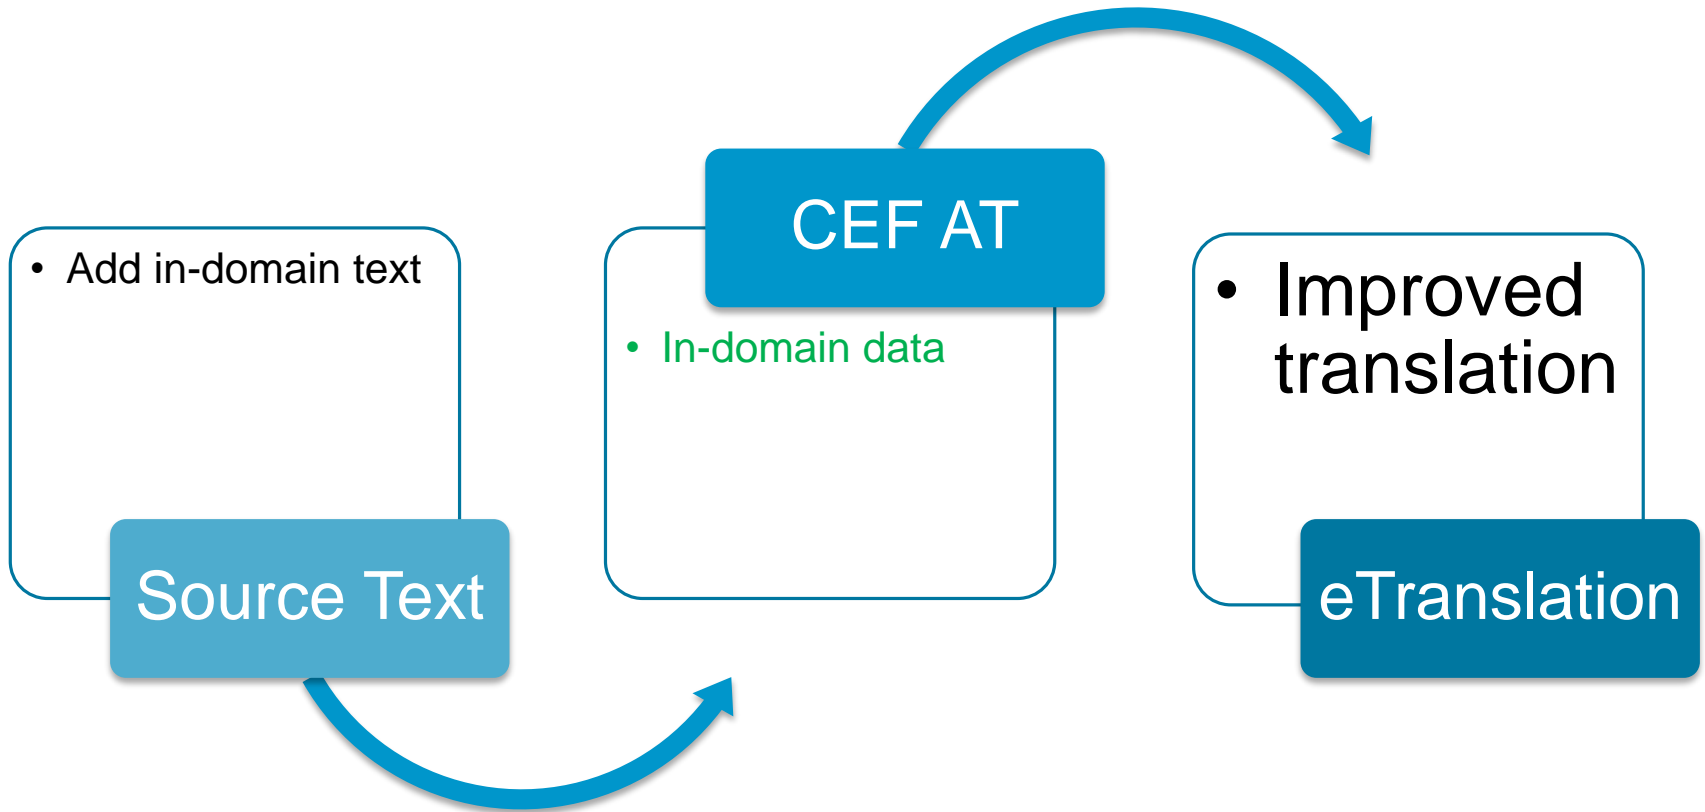 • Add in-domain text
Source Text
CEF AT
• In-domain data
• Improved
translation
eTranslation